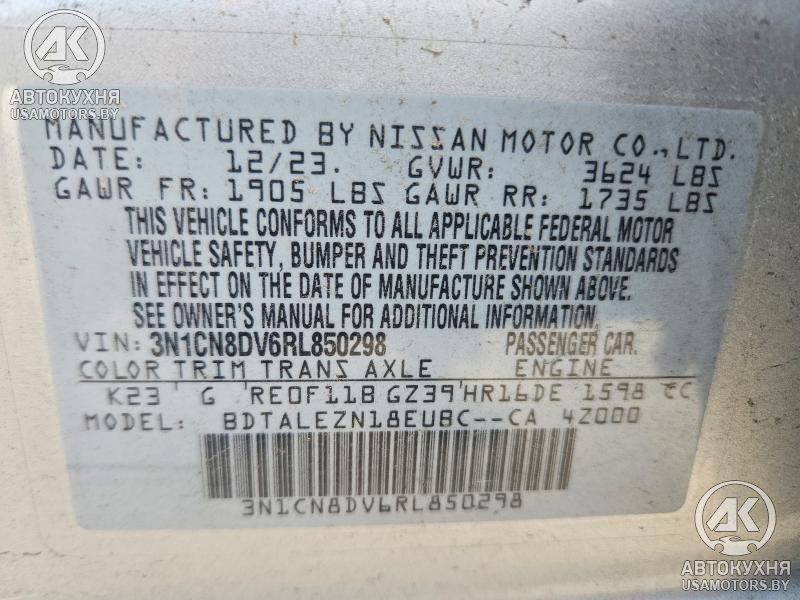 AK
АВТОКУХНЯ
USAMOTORS.BY
MANUFACTURED BY NISSAN MOTOR CO., LTD.
DATE: 12/23. GVWR: 3624 LBS
GAWR FR: 1905 LBS GAWR RR: 1735 LBS
THIS VEHICLE CONFORMS TO ALL APPLICABLE FEDERAL MOTOR
VEHICLE SAFETY, BUMPER AND THEFT PREVENTION STANDARDS
IN EFFECT ON THE DATE OF MANUFACTURE SHOWN ABOVE.
SEE OWNER'S MANUAL FOR ADDITIONAL INFORMATION.
VIN: 3N1CN8DV6RL850298 PASSENGER CAR.
COLOR TRIM TRANS AXLE ENGINE
K23 G RE0F11B GZ39 HR16DE 1598 CC
MODEL: BDTALEZN18EUBC--CA 4Z000
3N1CN8DV6RL850298
AK
АВТОКУХНЯ
USAMOTORS.BY